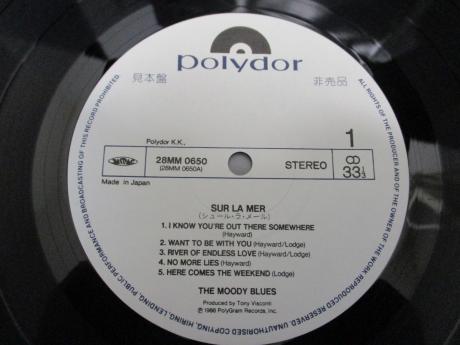 polydor
見本盤
非売品
Polydor K.K.,
28MM 0650
(28MM 0650A)
Made in Japan
STEREO
1
33⅓
SUR LA MER
(シュール・ラ・メール)
1. I KNOW YOU'RE OUT THERE SOMEWHERE
(Hayward)
2. WANT TO BE WITH YOU (Hayward/Lodge)
3. RIVER OF ENDLESS LOVE (Hayward/Lodge)
4. NO MORE LIES (Hayward)
5. HERE COMES THE WEEKEND (Lodge)
THE MOODY BLUES
Produced by Tony Visconti
℗ 1988 PolyGram Records, Inc.
ALL RIGHTS OF THE PRODUCER AND OF THE OWNER OF THE WORK REPRODUCED RESERVED. UNAUTHORISED COPYING, HIRING, LENDING, PUBLIC PERFORMANCE AND BROADCASTING OF THIS RECORD PROHIBITED.